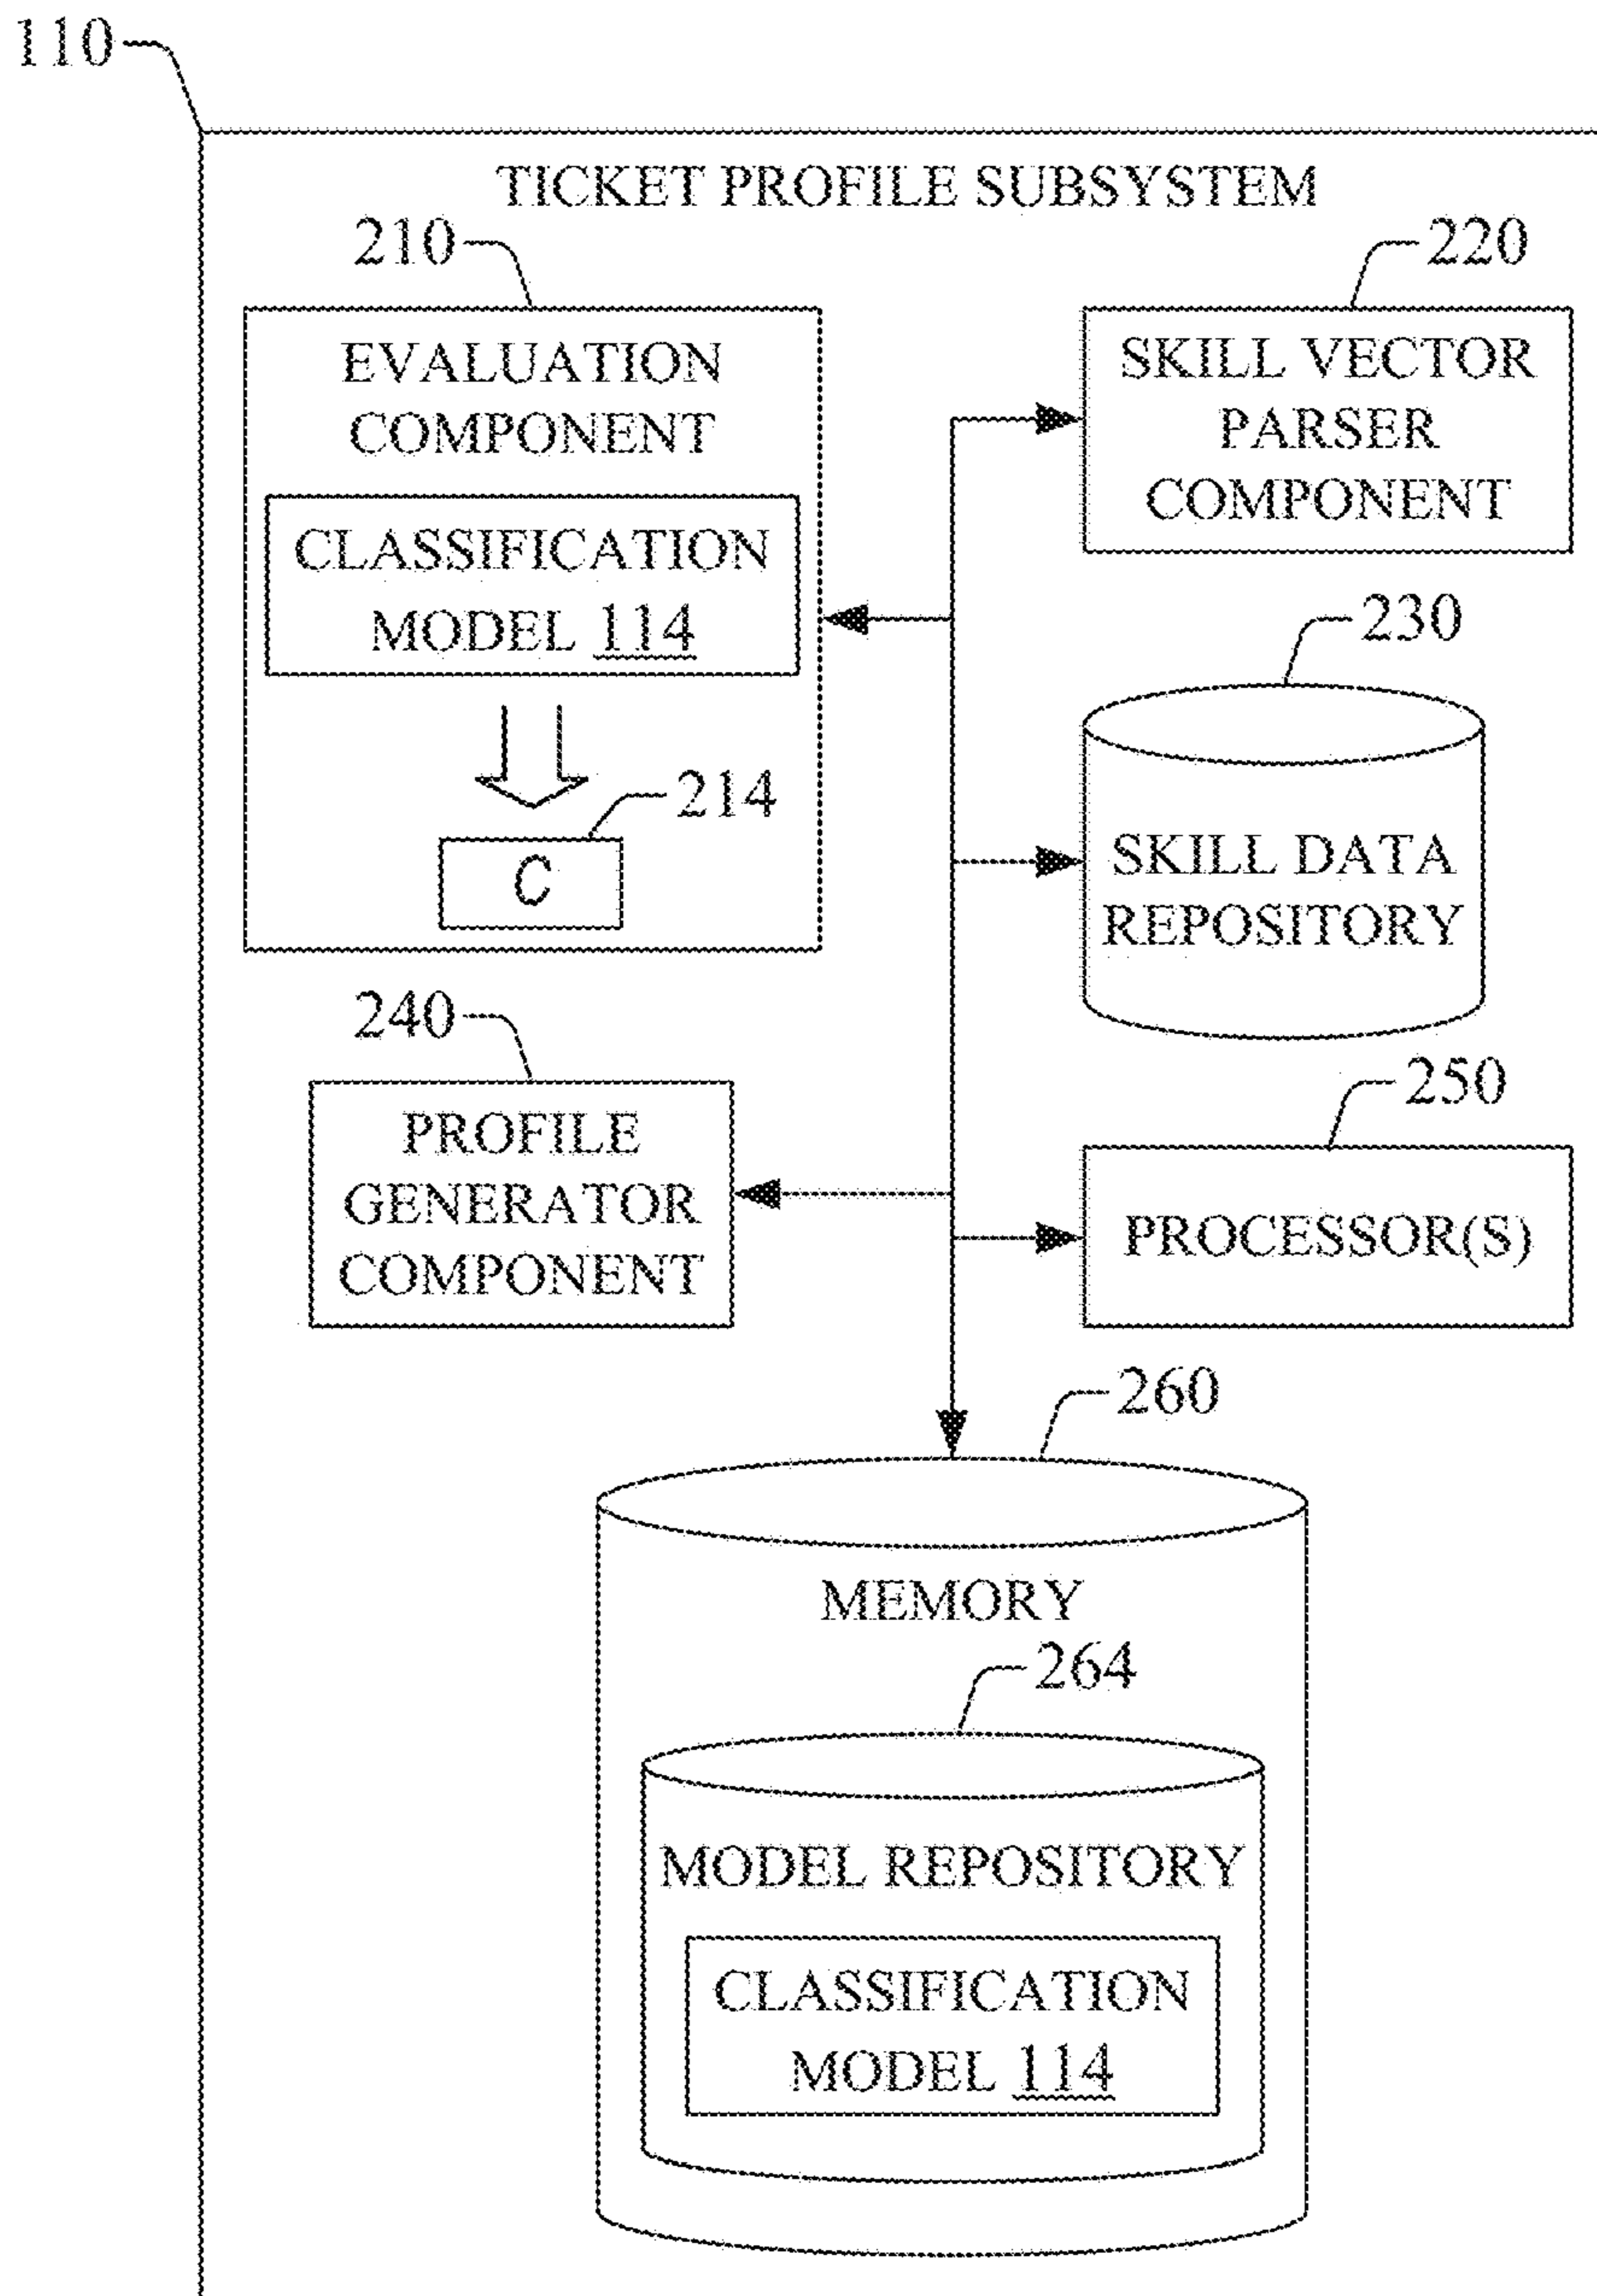 110
TICKET PROFILE SUBSYSTEM
210
220
EVALUATION
COMPONENT
CLASSIFICATION
MODEL 114
214
C
SKILL VECTOR
PARSER
COMPONENT
230
SKILL DATA
REPOSITORY
240
PROFILE
GENERATOR
COMPONENT
250
PROCESSOR(S)
260
MEMORY
264
MODEL REPOSITORY
CLASSIFICATION
MODEL 114